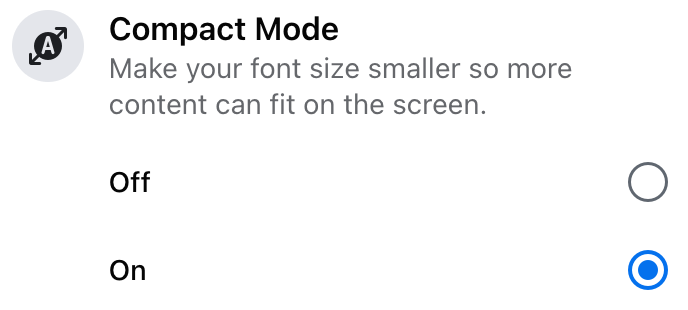 Compact Mode
Make your font size smaller so more
content can fit on the screen.
Off
On